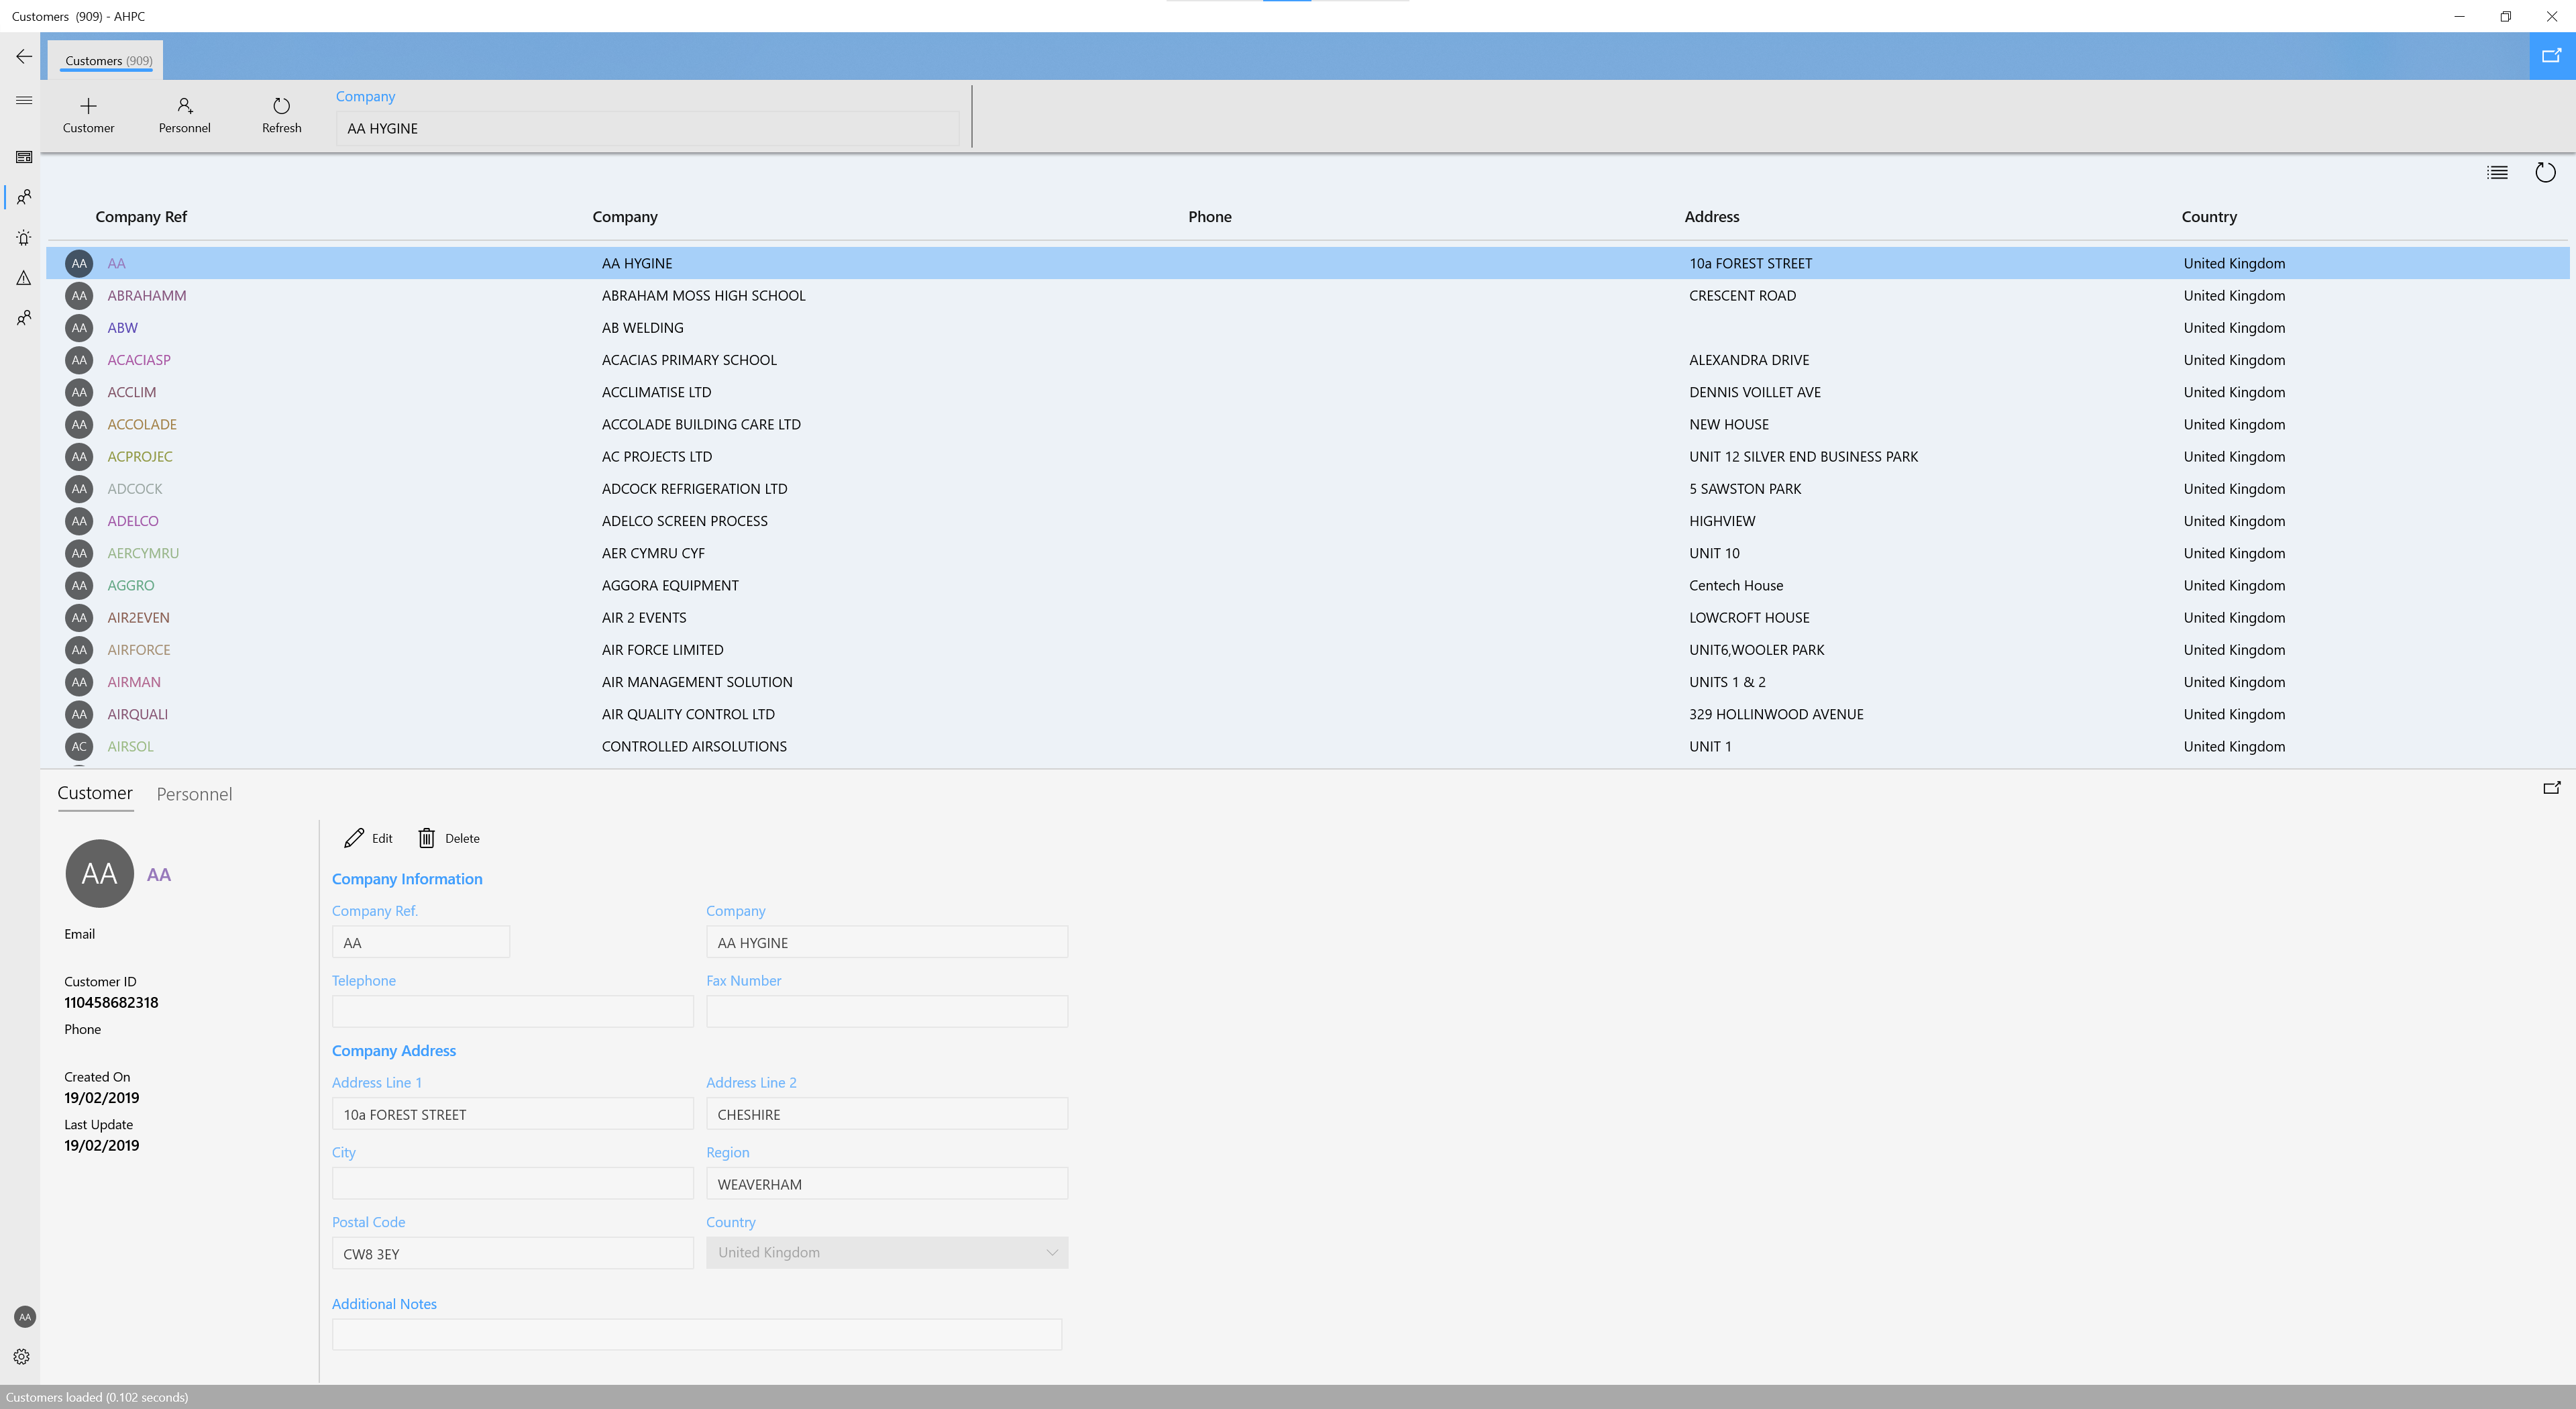 Customers (909) - AHPC
Customers (909)
Customer
Personnel
Refresh
Company
AA HYGINE
Company Ref Company Phone Address Country
AA AA AA HYGINE 10a FOREST STREET United Kingdom
AA ABRAHAMM ABRAHAM MOSS HIGH SCHOOL CRESCENT ROAD United Kingdom
AA ABW AB WELDING United Kingdom
AA ACACIASP ACACIAS PRIMARY SCHOOL ALEXANDRA DRIVE United Kingdom
AA ACCLIM ACCLIMATISE LTD DENNIS VOILLET AVE United Kingdom
AA ACCOLADE ACCOLADE BUILDING CARE LTD NEW HOUSE United Kingdom
AA ACPROJEC AC PROJECTS LTD UNIT 12 SILVER END BUSINESS PARK United Kingdom
AA ADCOCK ADCOCK REFRIGERATION LTD 5 SAWSTON PARK United Kingdom
AA ADELCO ADELCO SCREEN PROCESS HIGHVIEW United Kingdom
AA AERCYMRU AER CYMRU CYF UNIT 10 United Kingdom
AA AGGRO AGGORA EQUIPMENT Centech House United Kingdom
AA AIR2EVEN AIR 2 EVENTS LOWCROFT HOUSE United Kingdom
AA AIRFORCE AIR FORCE LIMITED UNIT6,WOOLER PARK United Kingdom
AA AIRMAN AIR MANAGEMENT SOLUTION UNITS 1 & 2 United Kingdom
AA AIRQUALI AIR QUALITY CONTROL LTD 329 HOLLINWOOD AVENUE United Kingdom
AC AIRSOL CONTROLLED AIRSOLUTIONS UNIT 1 United Kingdom
Customer Personnel
AA AA
Email
Customer ID
110458682318
Phone
Created On
19/02/2019
Last Update
19/02/2019
Edit Delete
Company Information
Company Ref. Company
AA AA HYGINE
Telephone Fax Number
Company Address
Address Line 1 Address Line 2
10a FOREST STREET CHESHIRE
City Region
WEAVERHAM
Postal Code Country
CW8 3EY United Kingdom
Additional Notes
AA
Customers loaded (0.102 seconds)